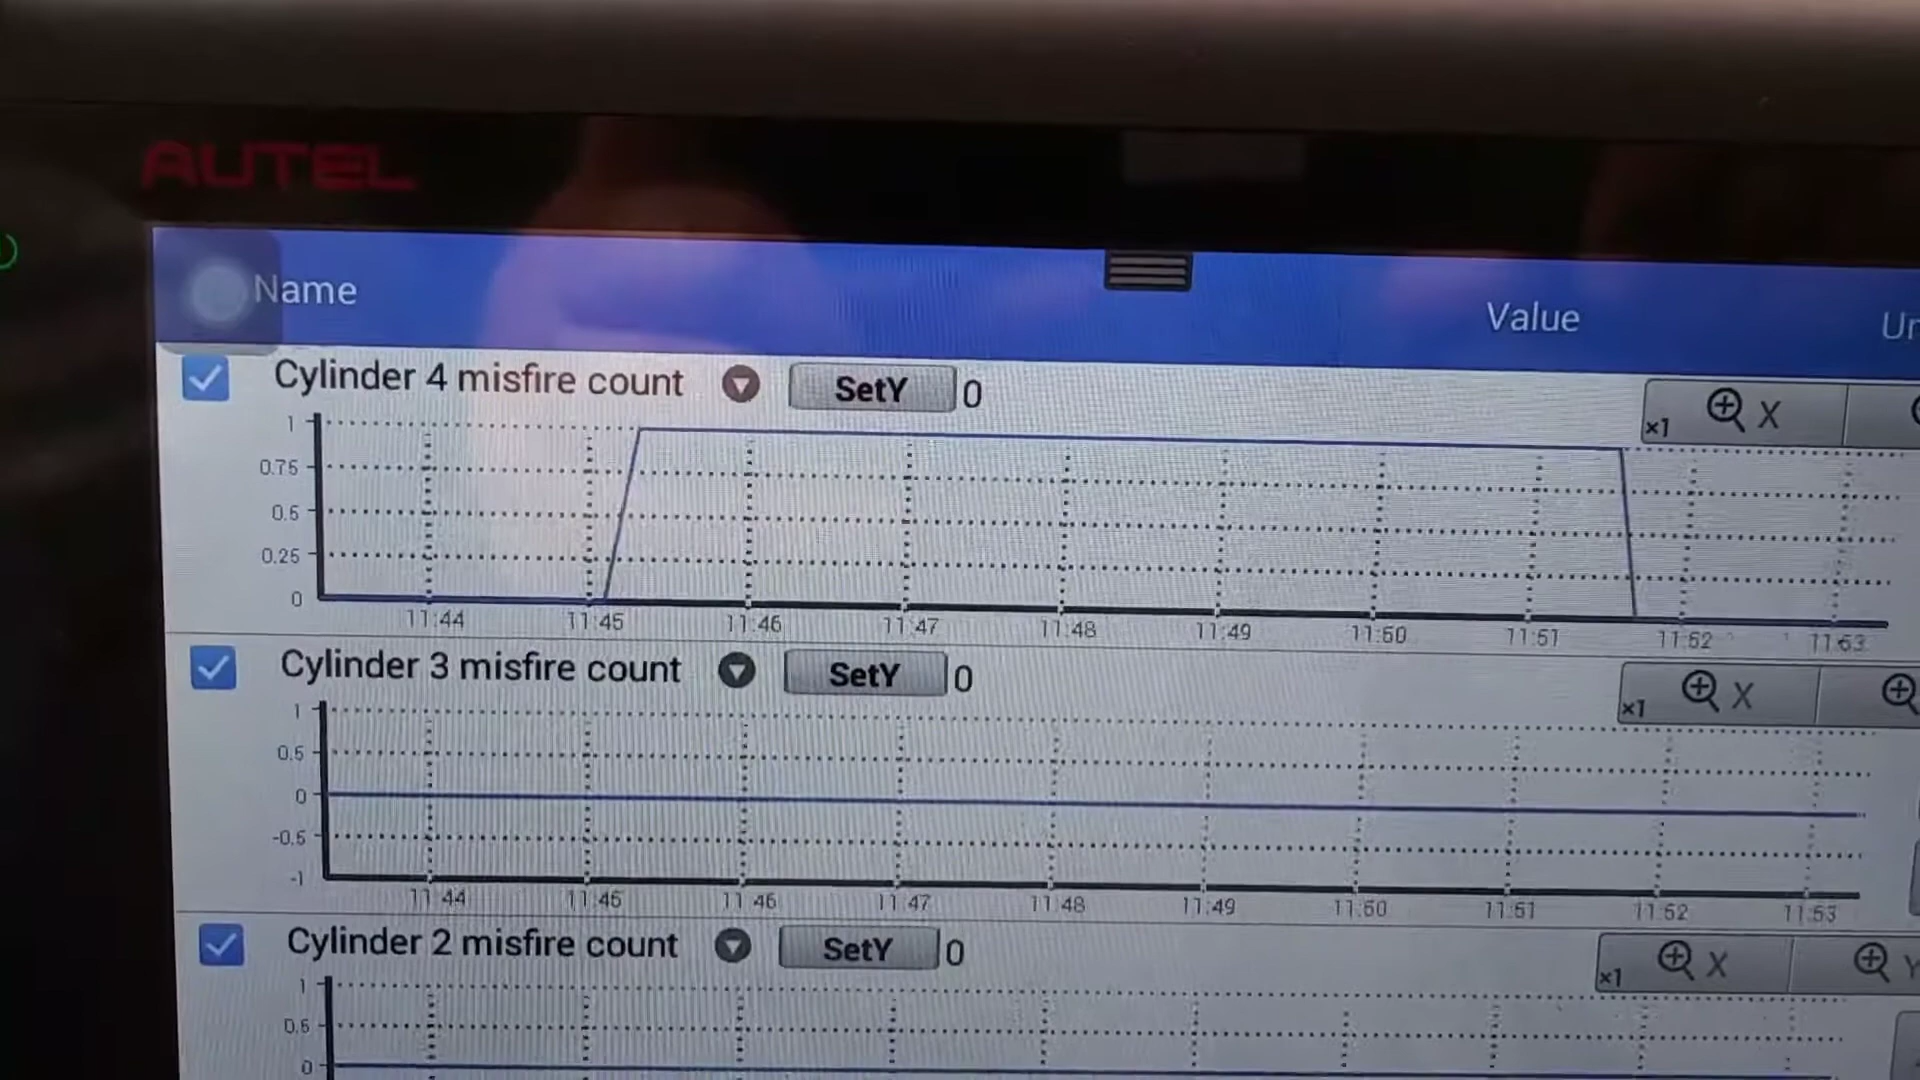 AUTEL
Name Value Un
Cylinder 4 misfire count SetY 0 x1 X
1
0.75
0.5
0.25
0
11:44 11:45 11:46 11:47 11:48 11:49 11:50 11:51 11:52 11:53
Cylinder 3 misfire count SetY 0 x1 X
1
0.5
0
-0.5
-1
11:44 11:45 11:46 11:47 11:48 11:49 11:50 11:51 11:52 11:53
Cylinder 2 misfire count SetY 0 x1 X Y
1
0.5
0